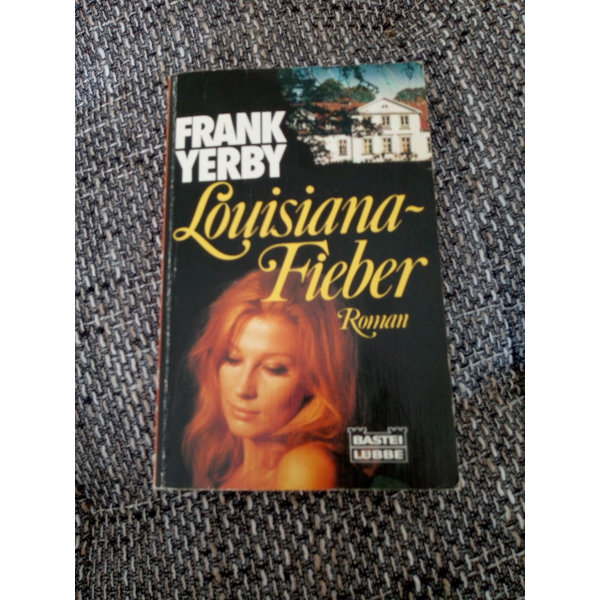 FRANK
YERBY
Louisiana-
Fieber
Roman
BASTEI
LÜBBE